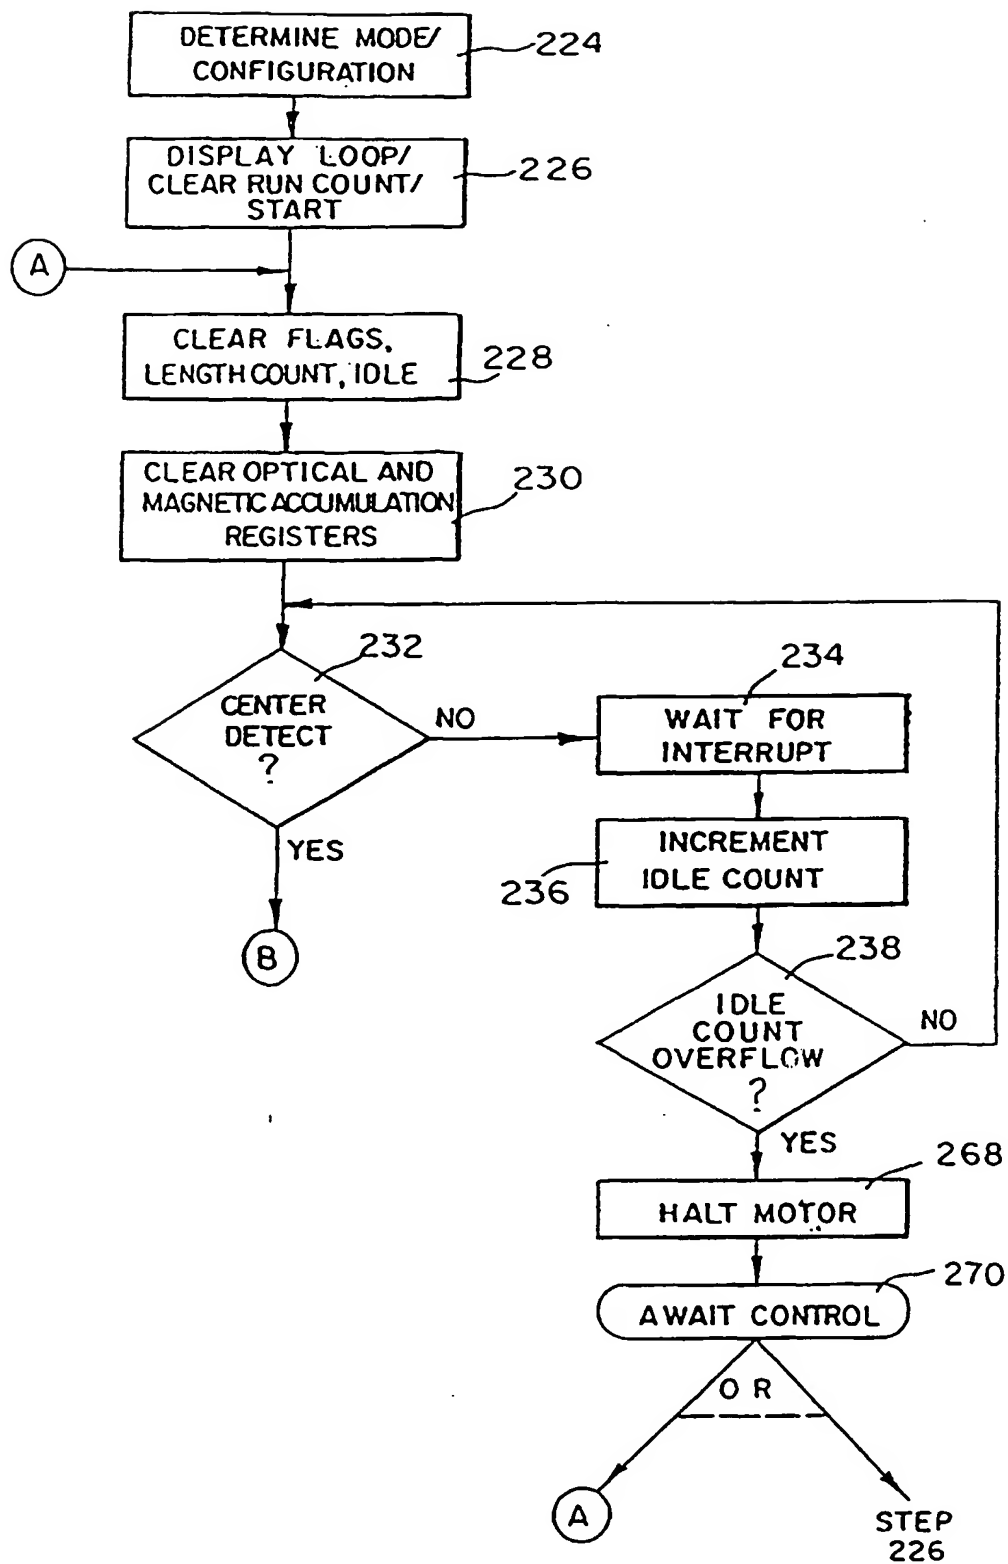 DETERMINE MODE/
CONFIGURATION
224
DISPLAY LOOP/
CLEAR RUN COUNT/
START
226
A
CLEAR FLAGS,
LENGTH COUNT, IDLE
228
CLEAR OPTICAL AND
MAGNETIC ACCUMULATION
REGISTERS
230
232
CENTER
DETECT
?
NO
YES
B
234
WAIT FOR
INTERRUPT
INCREMENT
IDLE COUNT
236
238
IDLE
COUNT
OVERFLOW
?
NO
YES
268
HALT MOTOR
270
AWAIT CONTROL
OR
A
STEP
226